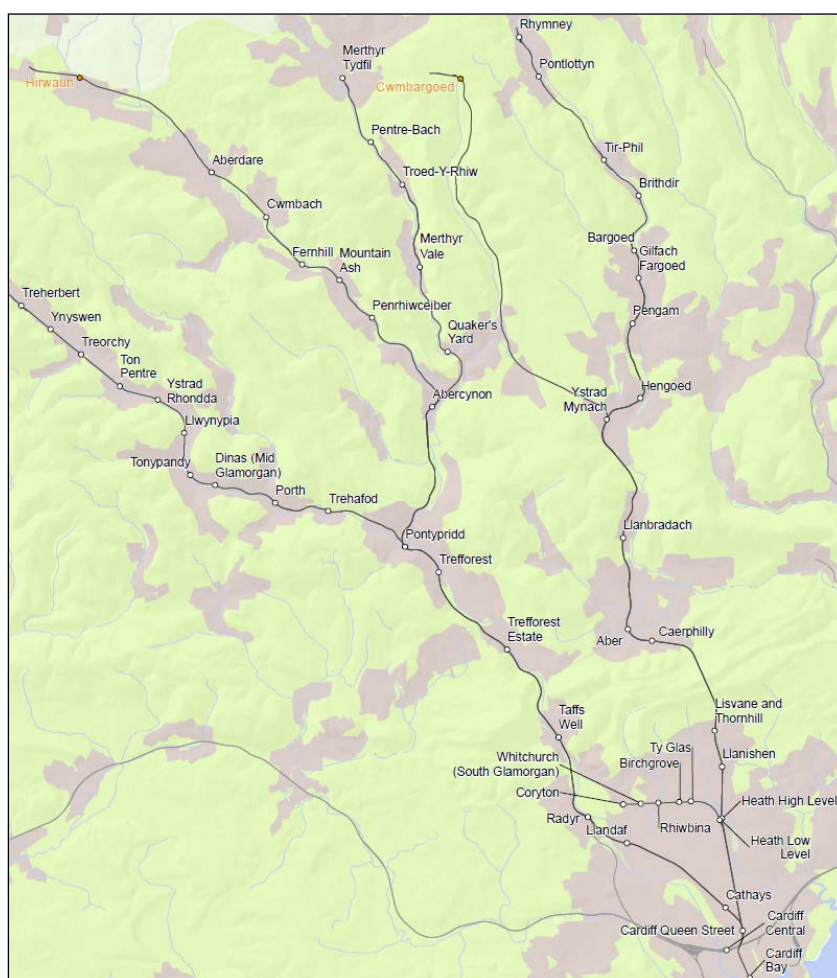 Rhymney
Merthyr
Tydfil
Pontlottyn
Hirwaun
Cwmbargoed
Pentre-Bach
Tir-Phil
Aberdare
Troed-Y-Rhiw
Brithdir
Cwmbach
Merthyr
Vale
Bargoed
Gilfach
Fargoed
Fernhill
Mountain
Ash
Treherbert
Penrhiwceiber
Pengam
Ynyswen
Quaker's
Yard
Treorchy
Ton
Pentre
Ystrad
Rhondda
Abercynon
Ystrad
Mynach
Hengoed
Llwynypia
Tonypandy
Dinas (Mid
Glamorgan)
Porth
Trehafod
Llanbradach
Pontypridd
Trefforest
Trefforest
Estate
Aber
Caerphilly
Lisvane and
Thornhill
Taffs
Well
Ty Glas
Whitchurch
(South Glamorgan)
Birchgrove
Llanishen
Coryton
Heath High Level
Radyr
Llandaf
Rhiwbina
Heath Low
Level
Cathays
Cardiff Queen Street
Cardiff
Central
Cardiff
Bay